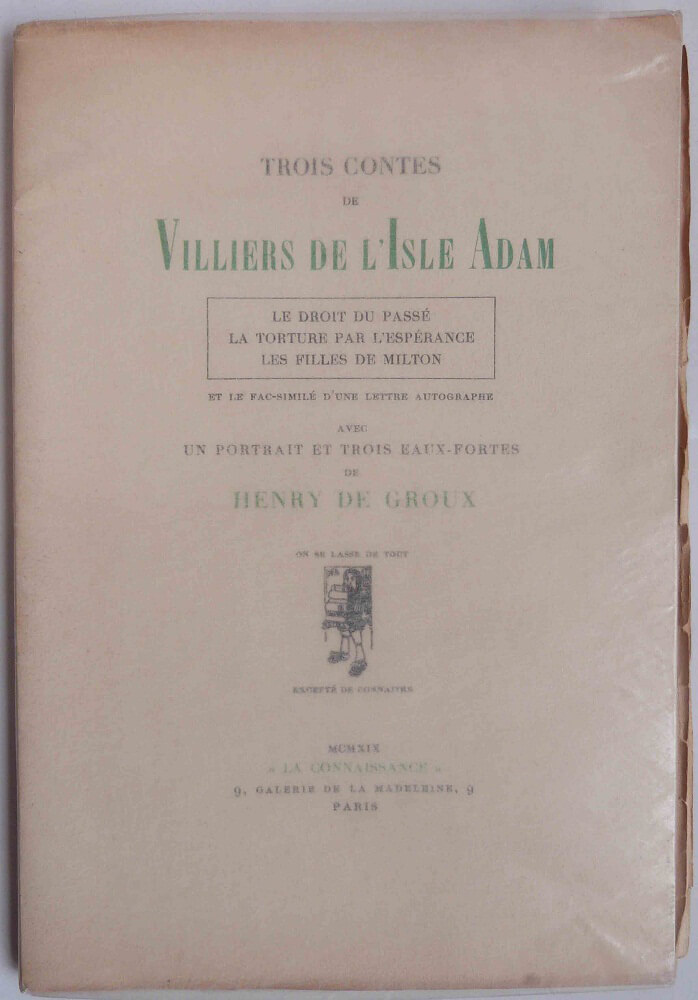 TROIS CONTES
DE
VILLIERS DE L'ISLE ADAM
LE DROIT DU PASSÉ
LA TORTURE PAR L'ESPÉRANCE
LES FILLES DE MILTON
ET LE FAC-SIMILÉ D'UNE LETTRE AUTOGRAPHE
AVEC
UN PORTRAIT ET TROIS EAUX-FORTES
DE
HENRY DE GROUX
ON SE LASSE DE TOUT
EXCEPTÉ DE CONNAITRE
MCMXIX
« LA CONNAISSANCE »
9, GALERIE DE LA MADELEINE, 9
PARIS